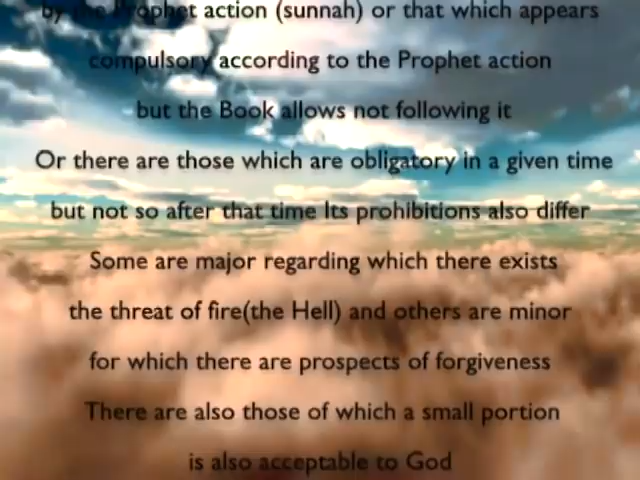 by the Prophet action (sunnah) or that which appears
compulsory according to the Prophet action
but the Book allows not following it
Or there are those which are obligatory in a given time
but not so after that time Its prohibitions also differ
Some are major regarding which there exists
the threat of fire(the Hell) and others are minor
for which there are prospects of forgiveness
There are also those of which a small portion
is also acceptable to God